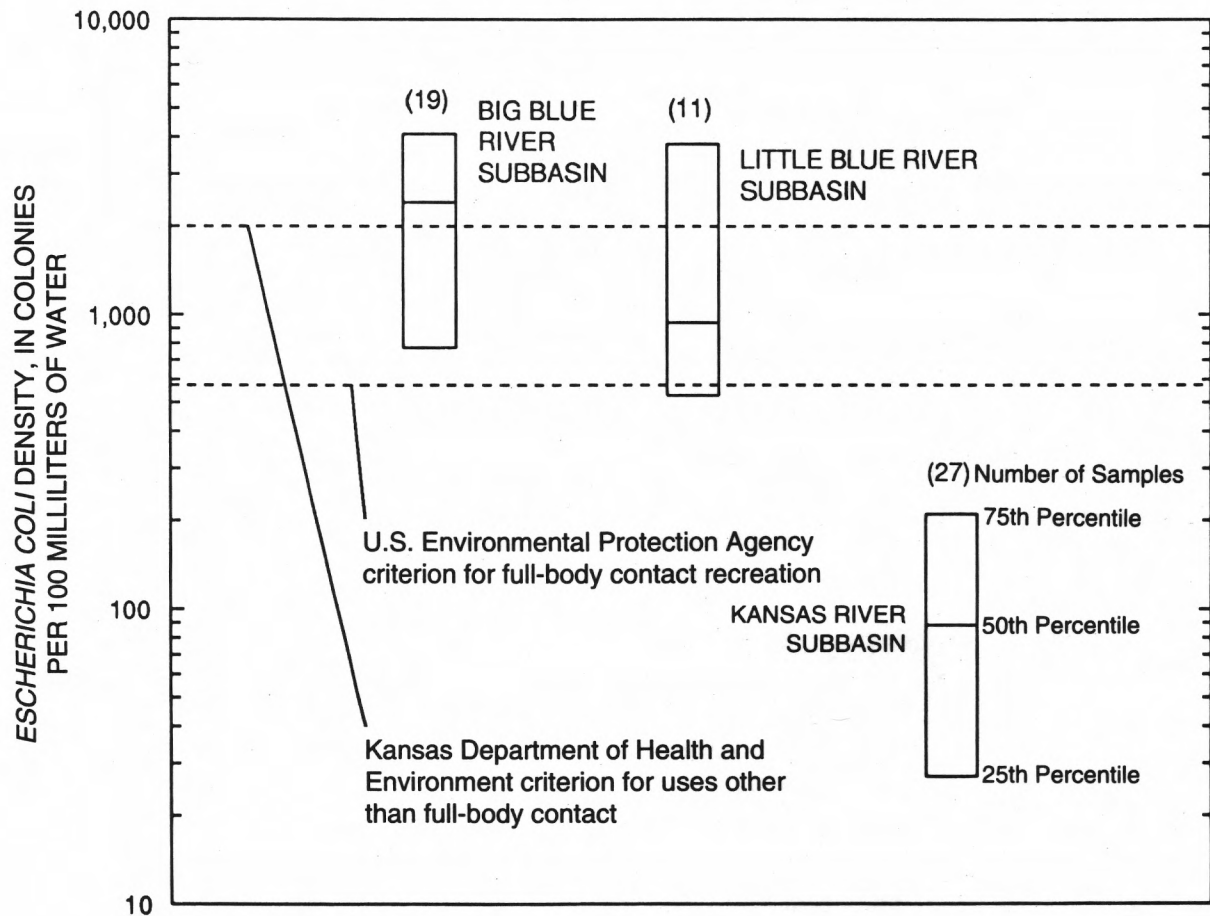 10,000
1,000
100
10
ESCHERICHIA COLI DENSITY, IN COLONIES
PER 100 MILLILITERS OF WATER
(19)
BIG BLUE
RIVER
SUBBASIN
(11)
LITTLE BLUE RIVER
SUBBASIN
U.S. Environmental Protection Agency
criterion for full-body contact recreation
Kansas Department of Health and
Environment criterion for uses other
than full-body contact
(27) Number of Samples
75th Percentile
KANSAS RIVER
SUBBASIN
50th Percentile
25th Percentile